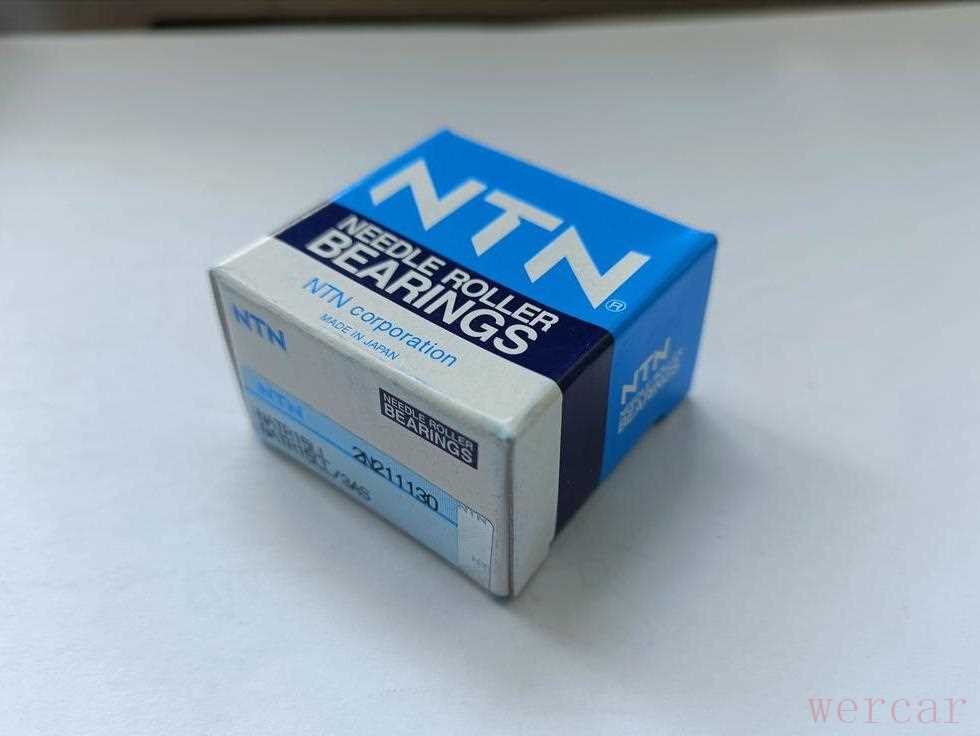 NTN
®
NEEDLE ROLLER
BEARINGS
NTN corporation
MADE IN JAPAN
NTN
NEEDLE ROLLER
BEARINGS
NTN
2N211130
NTN
NEEDLE ROLLER
BEARINGS
wercar